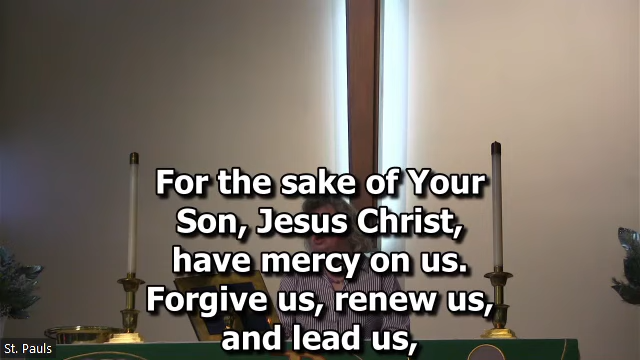 For the sake of Your
Son, Jesus Christ,
have mercy on us.
Forgive us, renew us,
and lead us,
St. Pauls